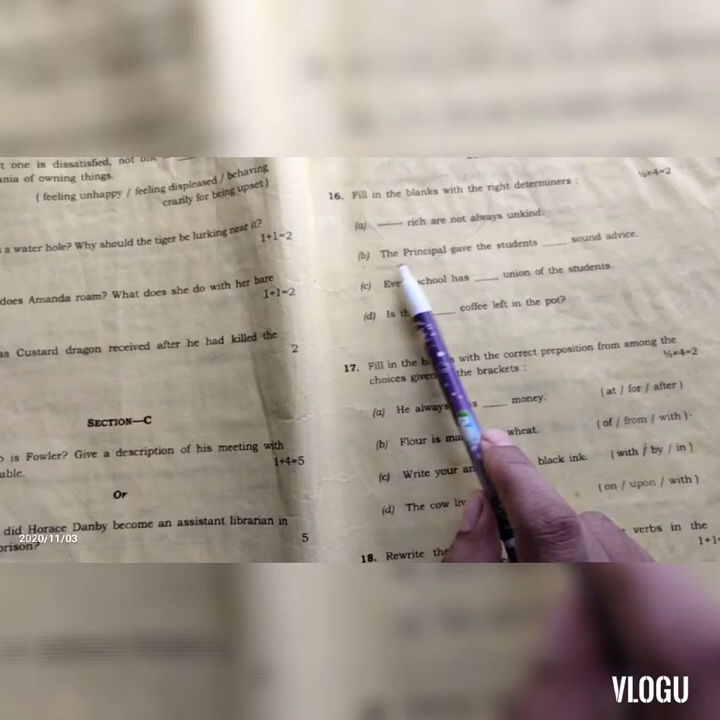 t one is dissatisfied, not one
nia of owning things.
( feeling unhappy / feeling displeased / behaving
crazily for being upset )
a water hole? Why should the tiger be lurking near it?
1+1=2
does Amanda roam? What does she do with her bare
1+1=2
as Custard dragon received after he had killed the
2
SECTION—C
o is Fowler? Give a description of his meeting with
able.
1+4=5
Or
did Horace Danby become an assistant librarian in
prison?
5
2020/11/03
½×4=2
16. Fill in the blanks with the right determiners :
(a) ____ rich are not always unkind.
(b) The Principal gave the students ____ sound advice.
(c) school has ____ union of the students.
(d) Is ____ coffee left in the pot?
17. Fill in the with the correct preposition from among the
choices given the brackets :
½×4=2
(a) He always ____ money. ( at / for / after )
(b) Flour is wheat. ( of / from / with )
(c) Write your black ink. ( with / by / in )
(d) The cow ( on / upon / with )
18. Rewrite verbs in the
VLOGU